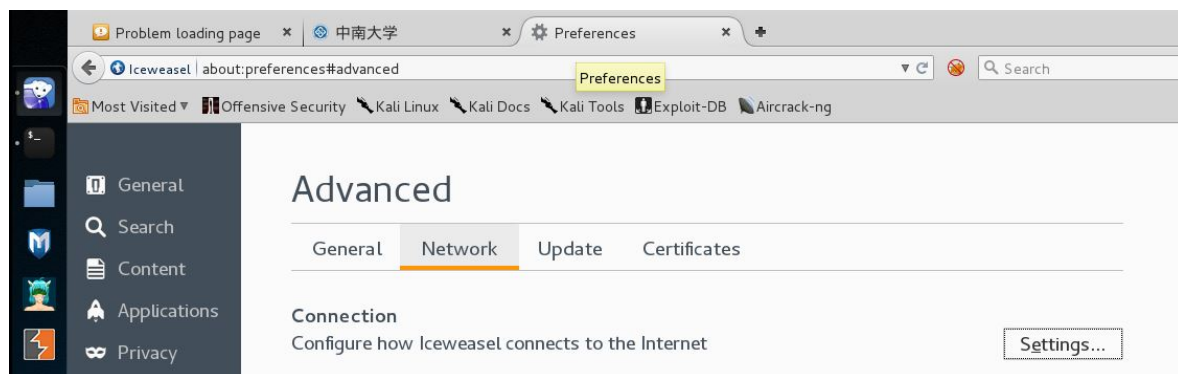 Problem loading page
中南大学
Preferences
Iceweasel about:preferences#advanced
Search
Preferences
Most Visited Offensive Security Kali Linux Kali Docs Kali Tools Exploit-DB Aircrack-ng
$_
General
Search
Content
Applications
Privacy
Advanced
General Network Update Certificates
Connection
Configure how Iceweasel connects to the Internet
Settings...